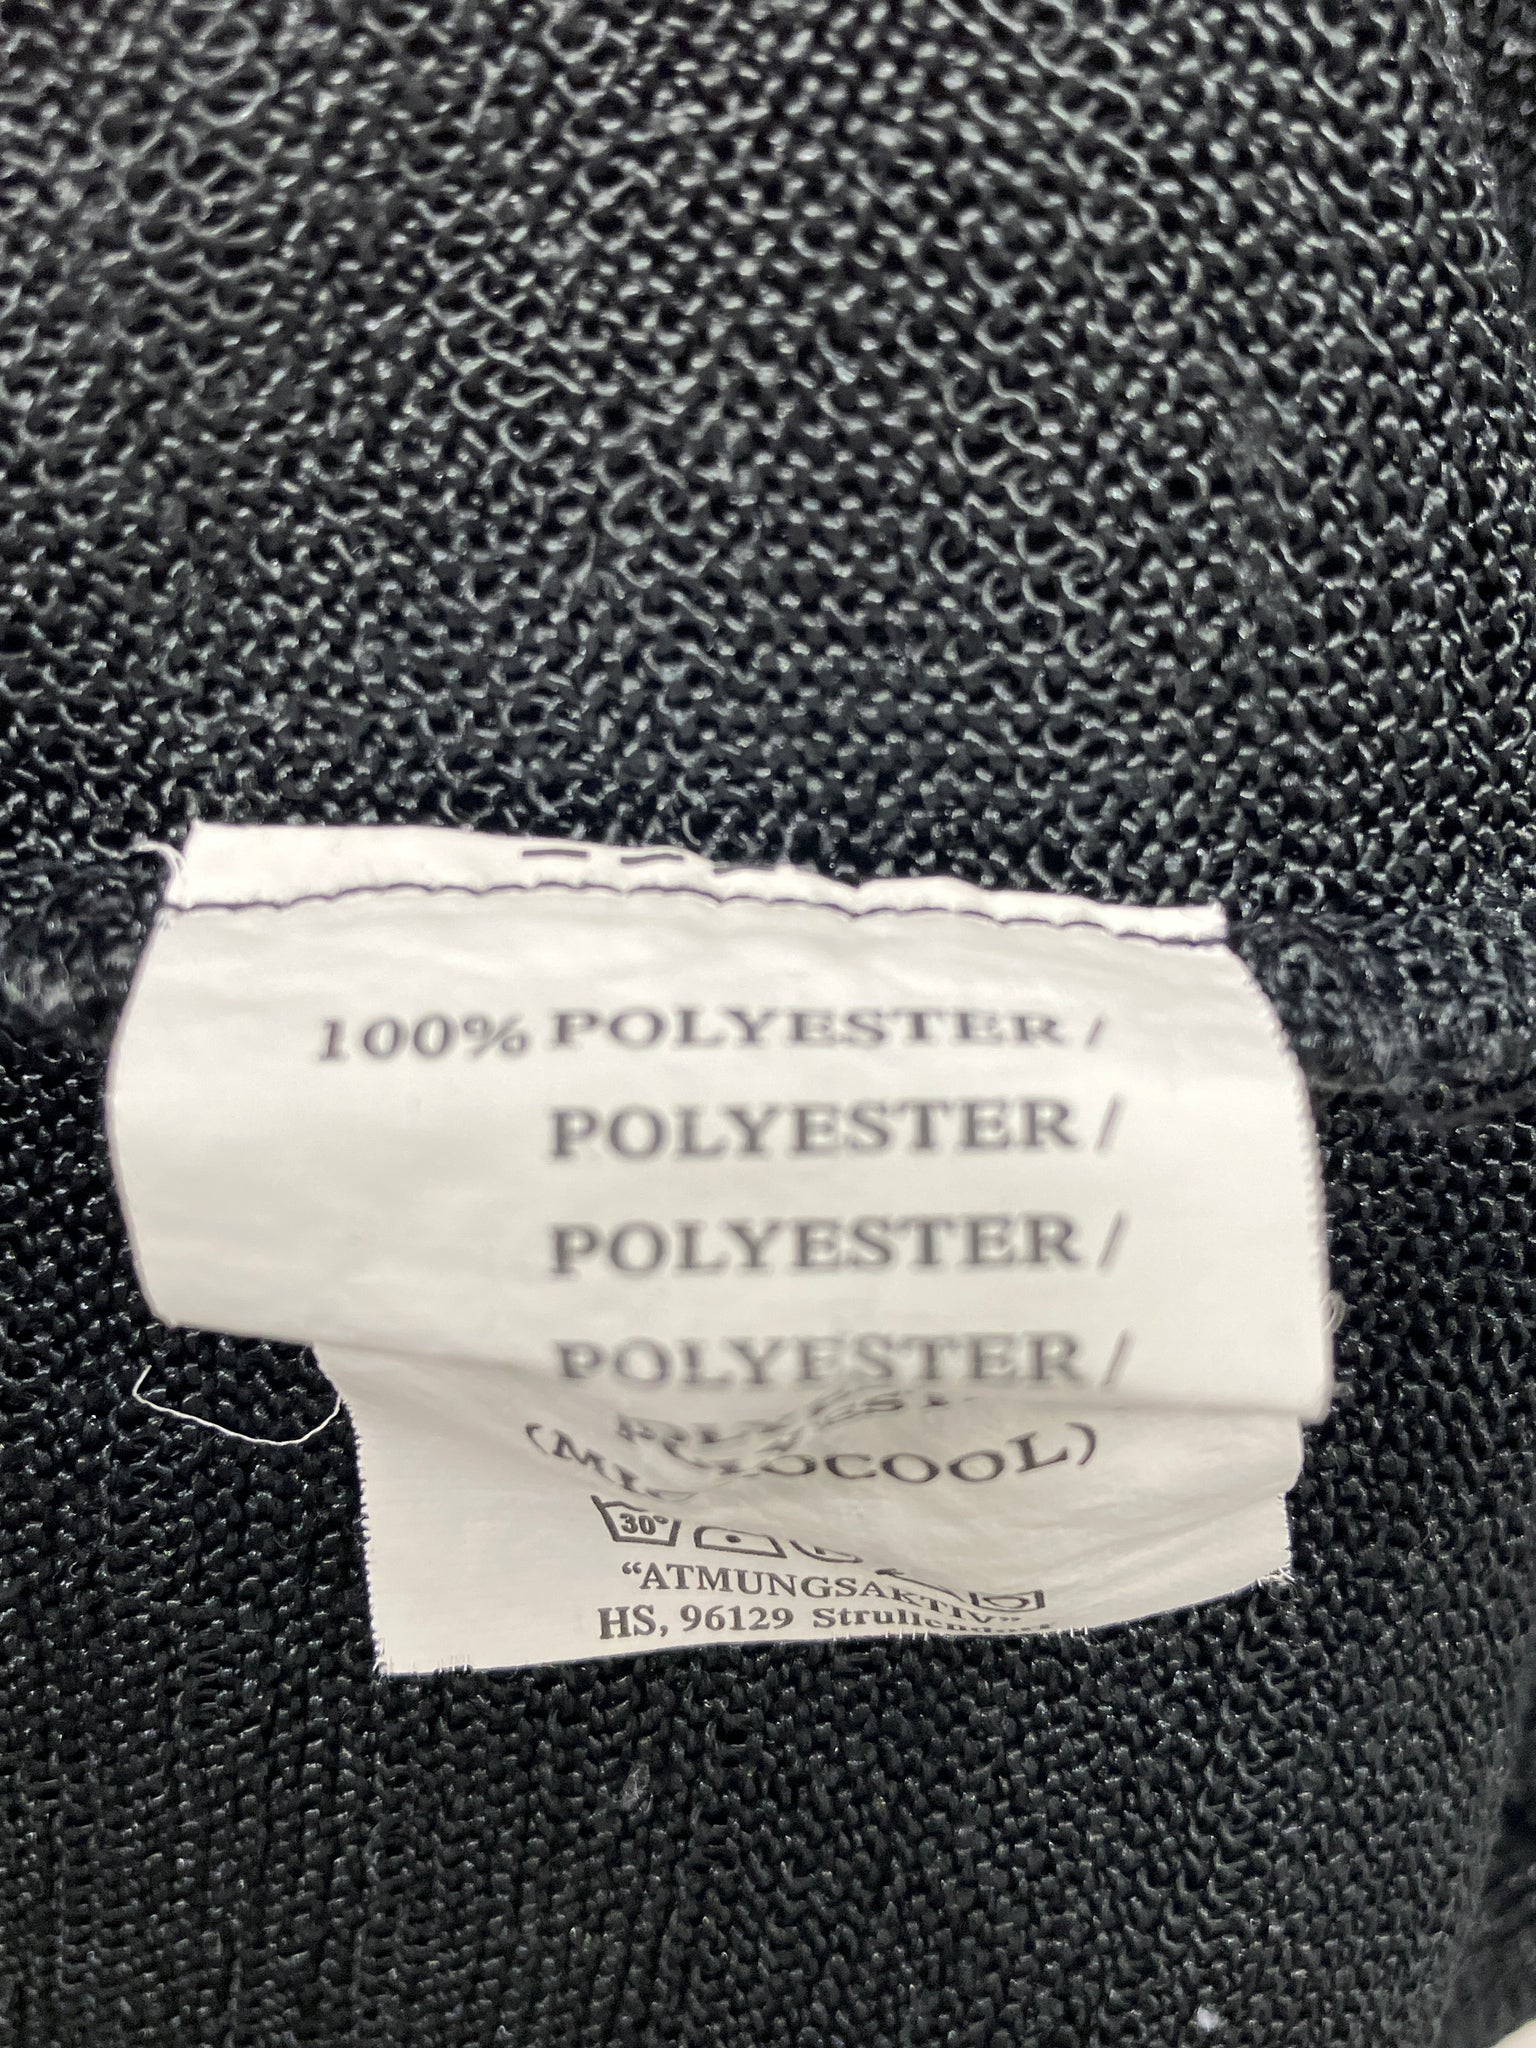 100% POLYESTER /
POLYESTER /
POLYESTER /
POLYESTER /
30°
“ATMUNGSAKTIV”
HS, 96129